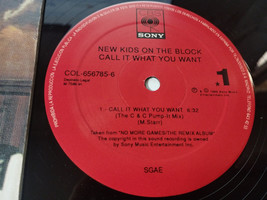 SONY
NEW KIDS ON THE BLOCK
CALL IT WHAT YOU WANT
COL-656785-6
1
1 - CALL IT WHAT YOU WANT 4'32
(The C & C Pump in Mix)
(M.Starr)
Taken from "NO MORE GAMES/THE REMIX ALBUM"
The copyright in this sound recording is owned
by Sony Music Entertainment Inc.
SGAE